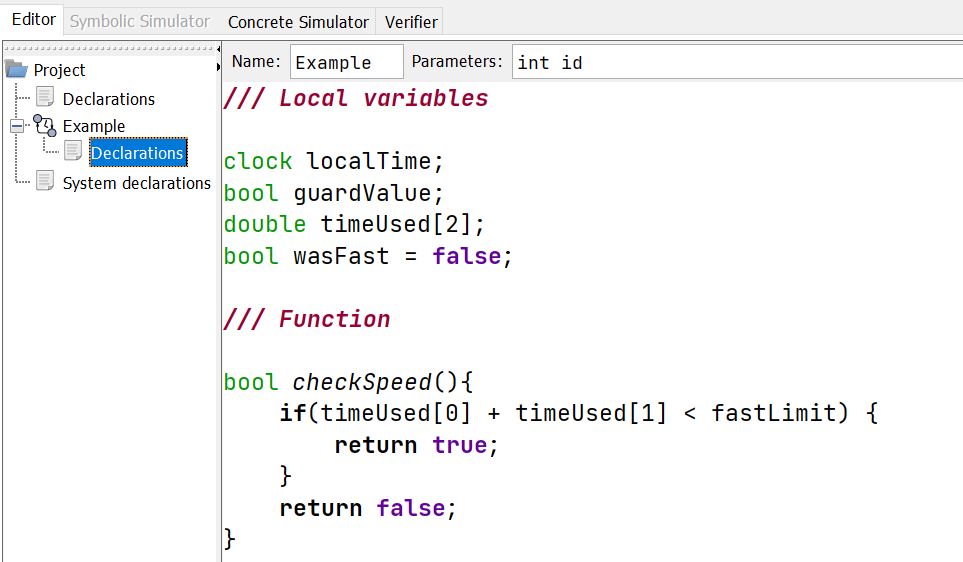 Editor Symbolic Simulator Concrete Simulator Verifier
Project
Declarations
Example
Declarations
System declarations
Name: Example Parameters: int id
/// Local variables
clock localTime;
bool guardValue;
double timeUsed[2];
bool wasFast = false;
/// Function
bool checkSpeed(){
    if(timeUsed[0] + timeUsed[1] < fastLimit) {
        return true;
    }
    return false;
}